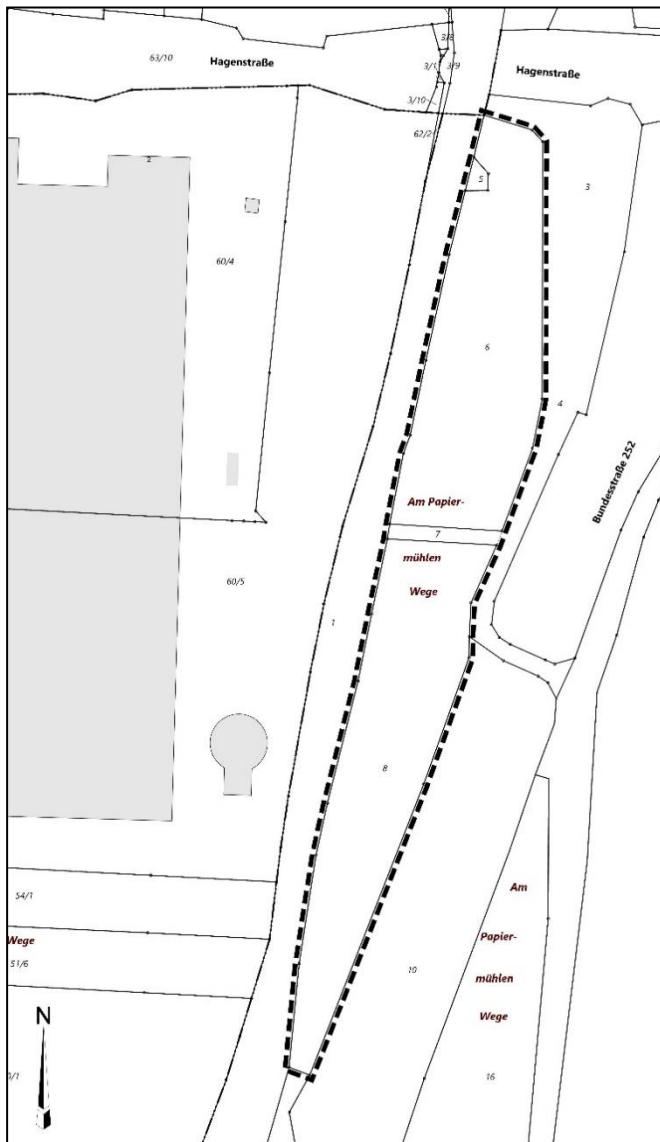 3/8
63/10
Hagenstraße
3/1
3/9
Hagenstraße
3/10
62/2
2
5
3
60/4
6
4
Bundesstraße 252
Am Papier-
7
mühlen
Wege
60/5
1
8
Am
54/1
Papier-
Wege
51/6
10
mühlen
Wege
N
16